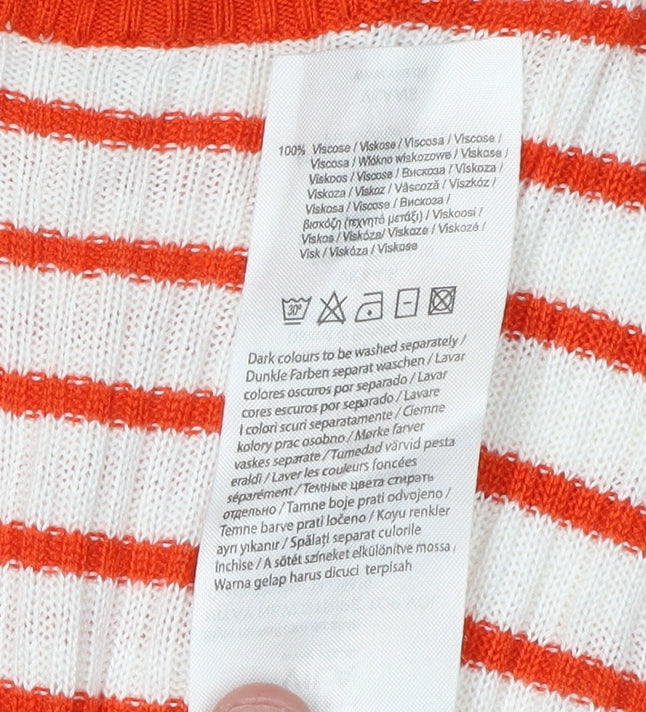 100% Viscose / Viskose / Viscosa / Viscose /
Viscosa / Włókno wiskozowe / Viskose /
Viskoos / Viscose / Вискоза / Viskoza /
Viskoza / Viskoz / Vâscoză / Viszkóz /
Viskosa / Viscose / Вискоза /
βισκόζη (τεχνητό μετάξι) / Viskoosi /
Viskos / Viskóza/ Viskoze / Viskozė /
Visk / Viskóza / Viskose
30°
Dark colours to be washed separately /
Dunkle Farben separat waschen / Lavar
colores oscuros por separado / Lavar
cores escuros por separado / Lavare
I colori scuri separatamente / Ciemne
kolory prac osobno / Mørke farver
vaskes separate / Tumedad värvid pesta
eraldi / Laver les couleurs foncées
séparément / Темные цвета стирать
отдельно / Tamne boje prati odvojeno /
Temne barve prati ločeno / Koyu renkler
ayrı yıkanır / Spălați separat culorile
Inchise / A sötét színeket elkülönítve mossa /
Warna gelap harus dicuci terpisah